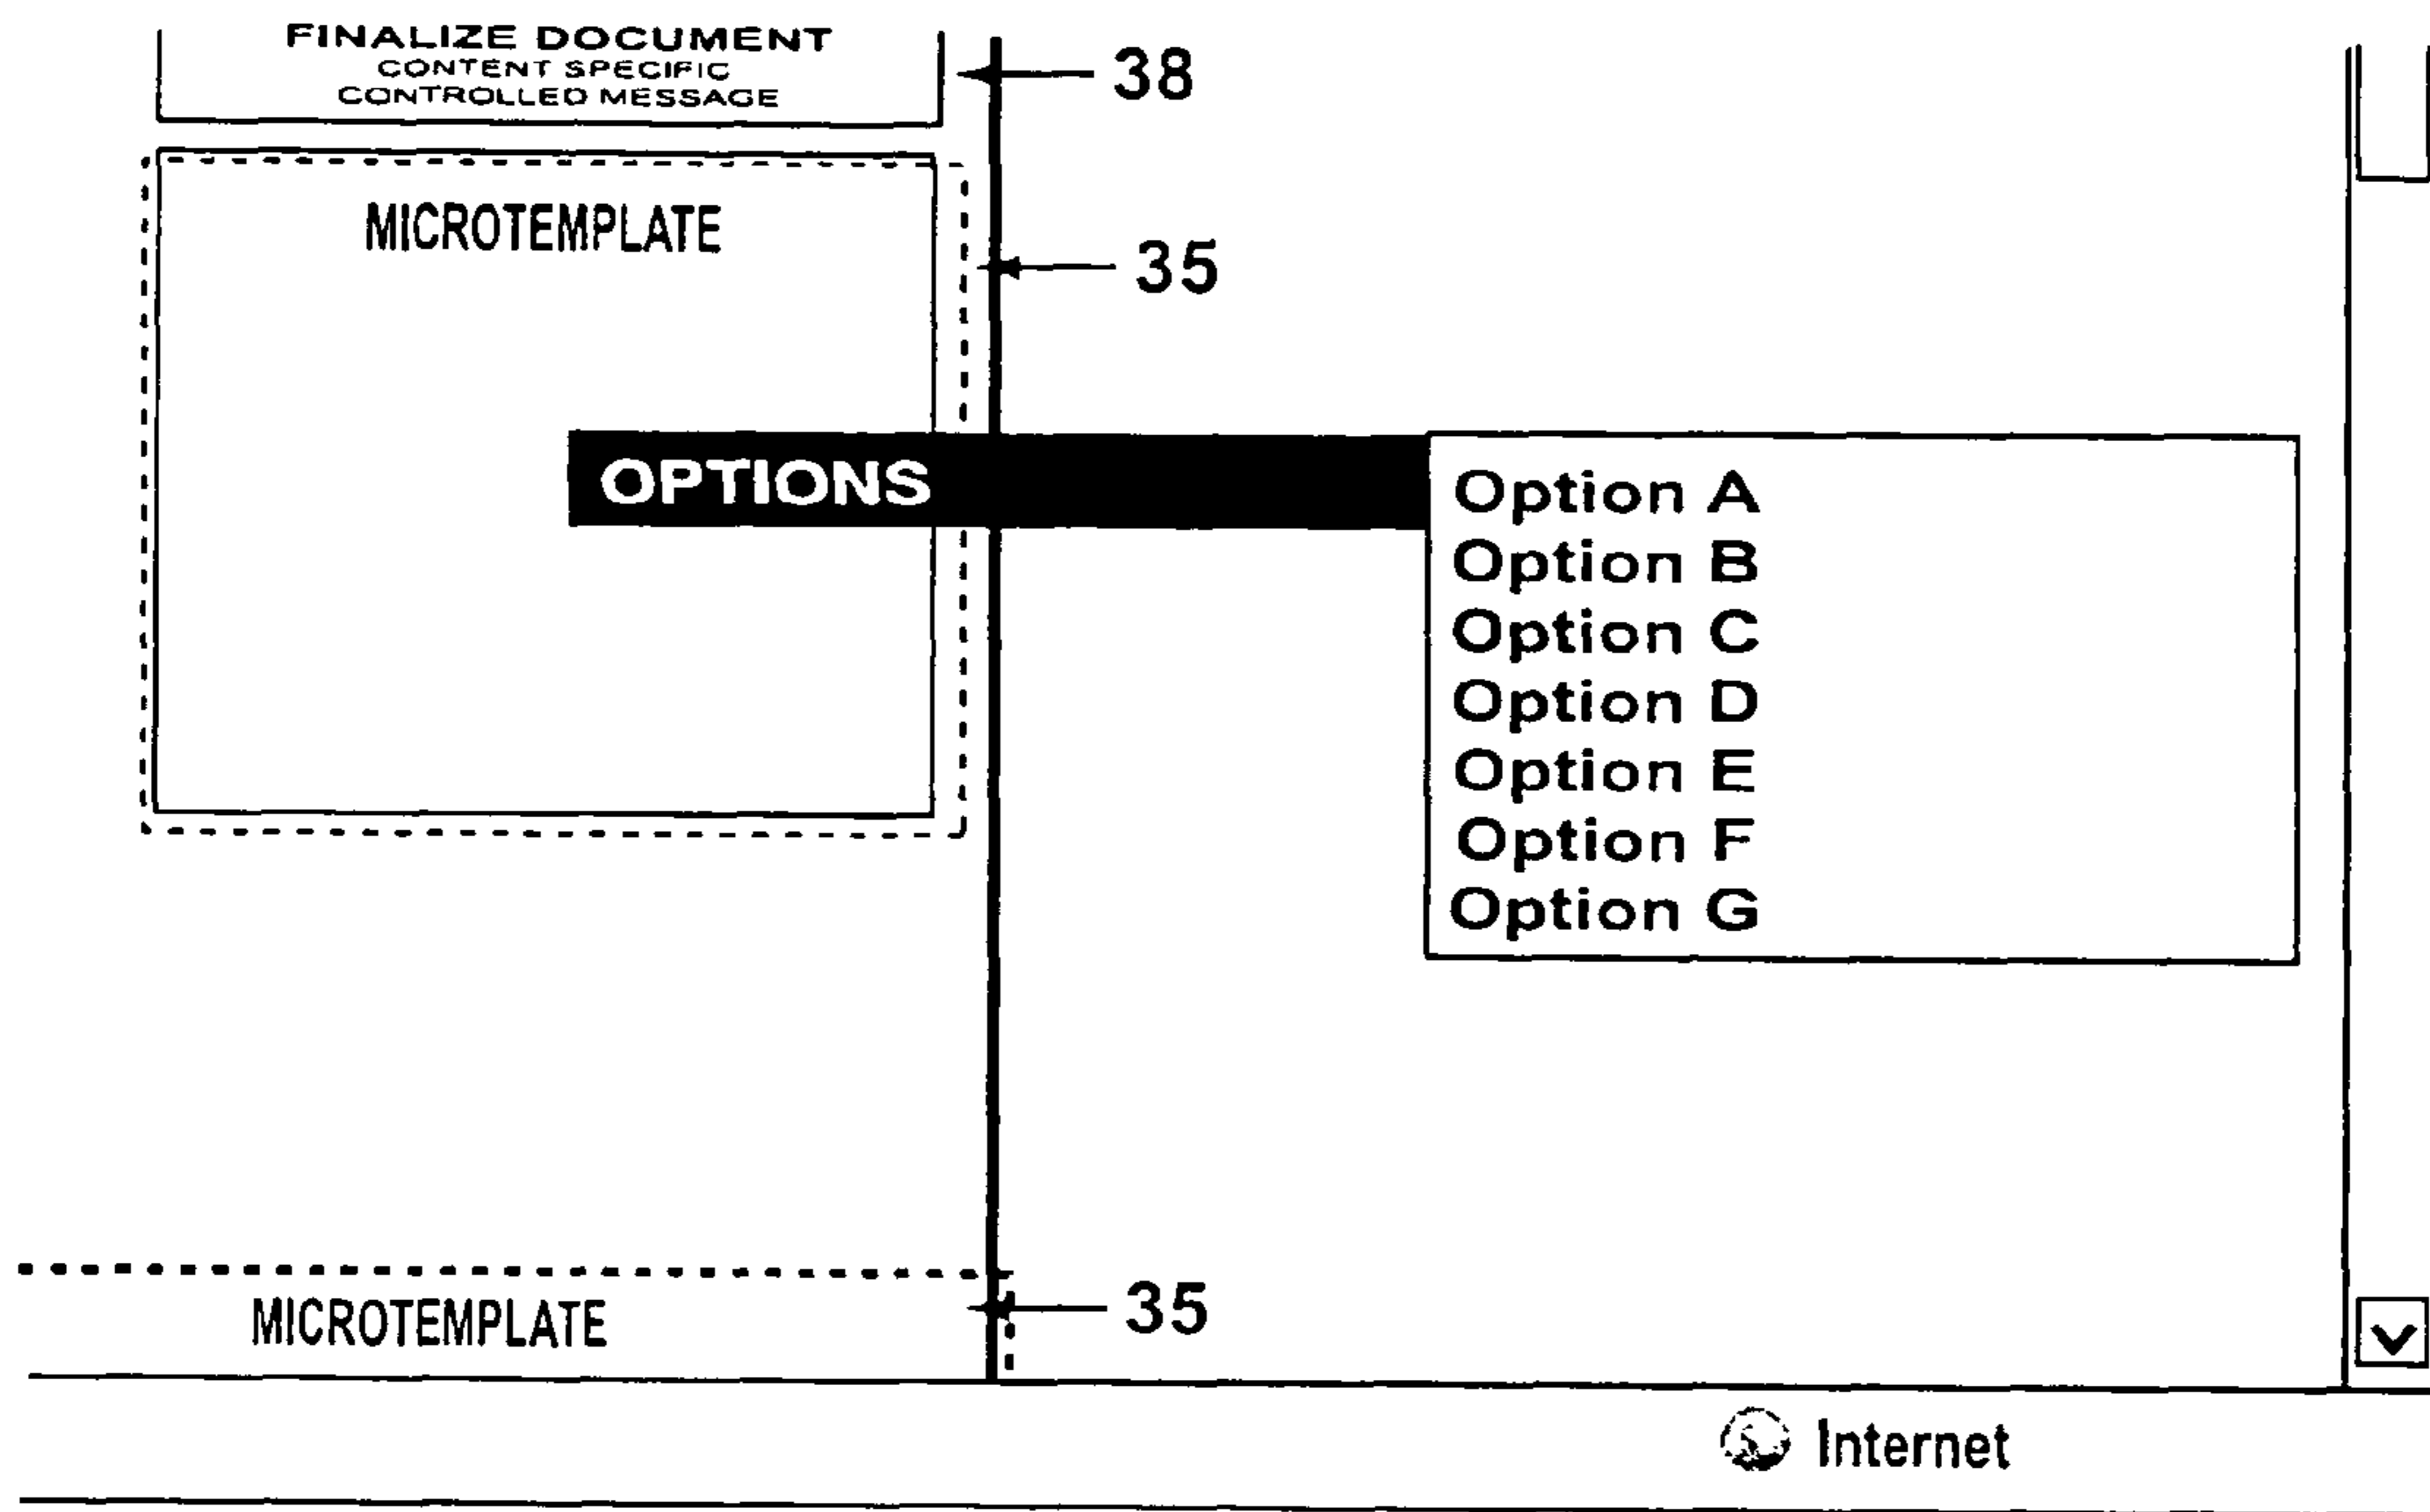 FINALIZE DOCUMENT
CONTENT SPECIFIC
CONTROLLED MESSAGE
38
MICROTEMPLATE
35
OPTIONS
Option A
Option B
Option C
Option D
Option E
Option F
Option G
MICROTEMPLATE
35
Internet